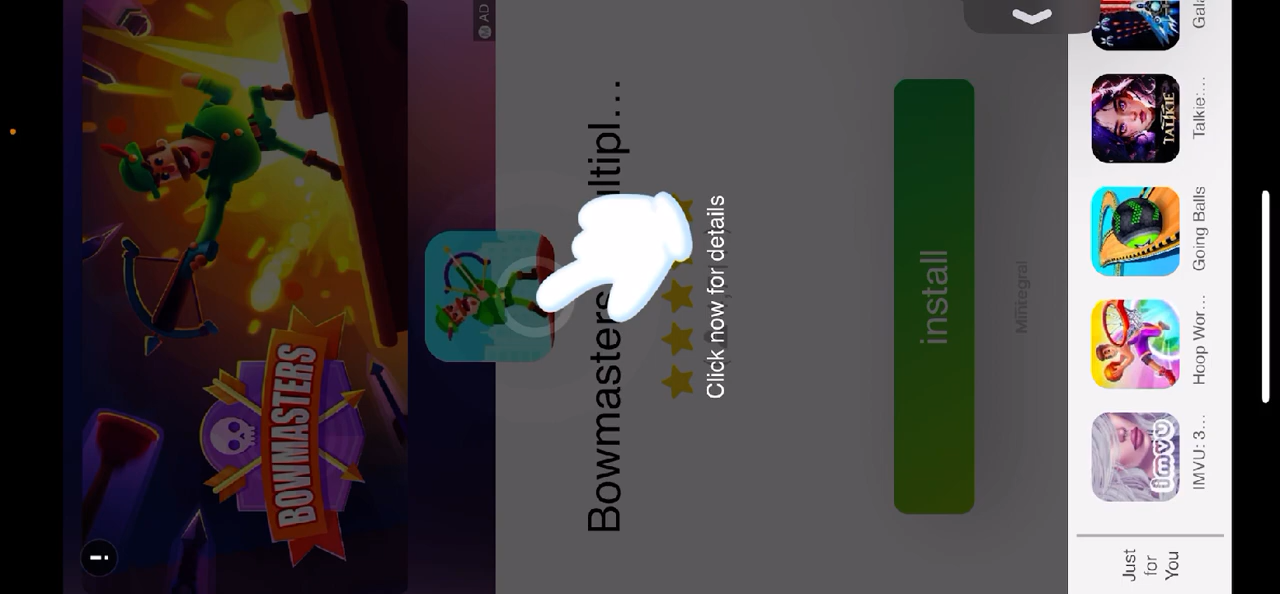 AD
BOWMASTERS
Bowmasters
ultipl...
Click now for details
install
Mintegral
Just
for
You
IMVU: 3...
imvu
Hoop Wor...
Going Balls
Talkie:...
TALKIE
Gala